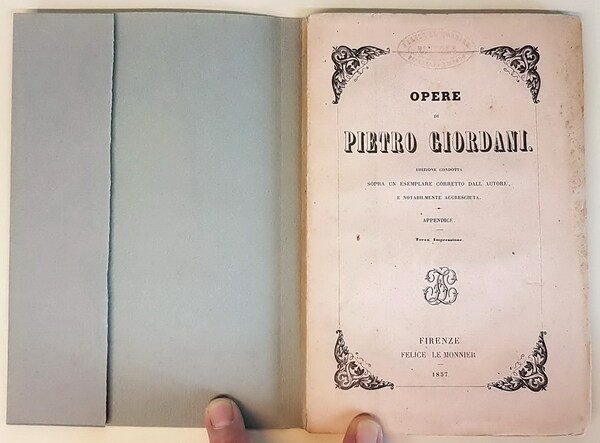 OPERE
DI
PIETRO GIORDANI.
EDIZIONE CONDOTTA
SOPRA UN ESEMPLARE CORRETTO DALL'AUTORE,
E NOTABILMENTE ACCRESCIUTA.
APPENDICE.
Terza Impressione.
FIRENZE
FELICE LE MONNIER
1857